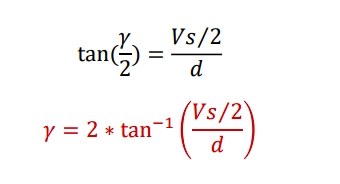 tan(γ/2) = Vs/2 / d
γ = 2 * tan⁻¹(Vs/2 / d)